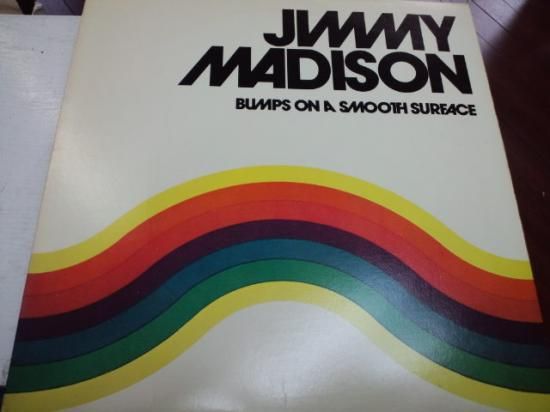 JIMMY
MADISON
BUMPS ON A SMOOTH SURFACE